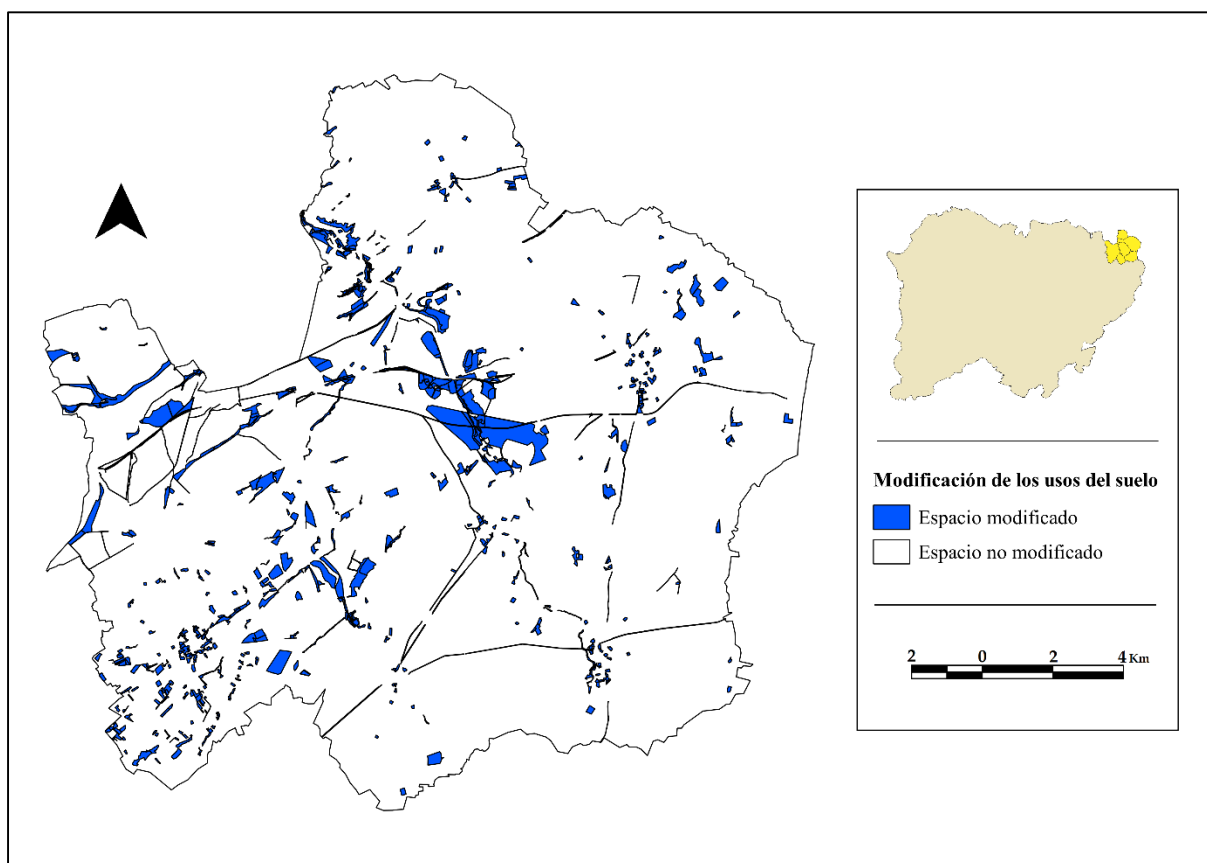 Modificación de los usos del suelo
Espacio modificado
Espacio no modificado
2 0 2 4 Km